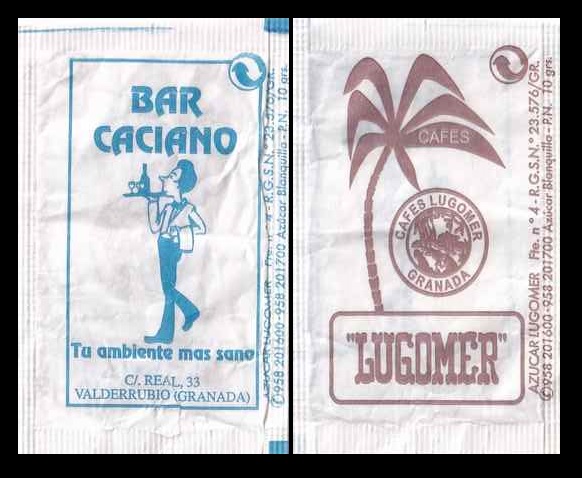 BAR
CACIANO
Tu ambiente mas sano
C/. REAL, 33
VALDERRUBIO (GRANADA)
AZUCAR LUGOMER Fte. n° 4 - R.G.S.N.° 23.576/GR.
✆958 201600-958 201700 Azúcar Blanquilla - P.N. 10 grs.
CAFES
CAFES LUGOMER
GRANADA
"LUGOMER"
AZUCAR LUGOMER Fte. n° 4 - R.G.S.N.° 23.576/GR.
✆958 201600-958 201700 Azúcar Blanquilla - P.N. 10 grs.